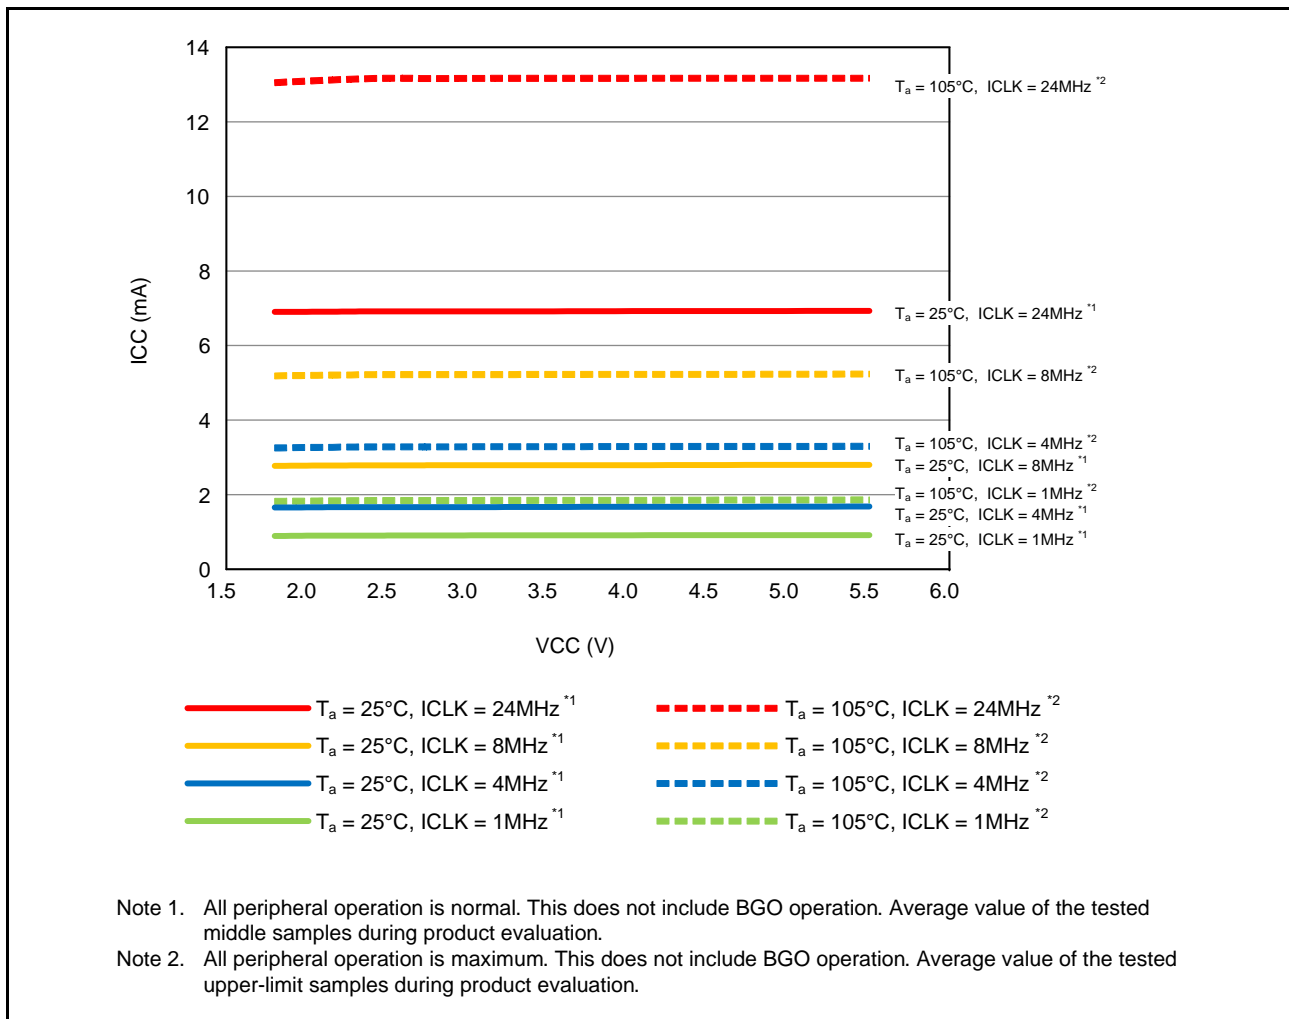 14
12
10
8
6
4
2
0
ICC (mA)
1.5 2.0 2.5 3.0 3.5 4.0 4.5 5.0 5.5 6.0
VCC (V)
Ta = 105°C, ICLK = 24MHz *2
Ta = 25°C, ICLK = 24MHz *1
Ta = 105°C, ICLK = 8MHz *2
Ta = 105°C, ICLK = 4MHz *2
Ta = 25°C, ICLK = 8MHz *1
Ta = 105°C, ICLK = 1MHz *2
Ta = 25°C, ICLK = 4MHz *1
Ta = 25°C, ICLK = 1MHz *1
Ta = 25°C, ICLK = 24MHz *1
Ta = 105°C, ICLK = 24MHz *2
Ta = 25°C, ICLK = 8MHz *1
Ta = 105°C, ICLK = 8MHz *2
Ta = 25°C, ICLK = 4MHz *1
Ta = 105°C, ICLK = 4MHz *2
Ta = 25°C, ICLK = 1MHz *1
Ta = 105°C, ICLK = 1MHz *2
Note 1. All peripheral operation is normal. This does not include BGO operation. Average value of the tested
middle samples during product evaluation.
Note 2. All peripheral operation is maximum. This does not include BGO operation. Average value of the tested
upper-limit samples during product evaluation.